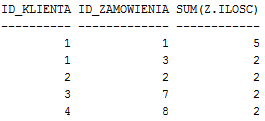 ID_KLIENTA ID_ZAMOWIENIA SUM(Z.ILOSC)
---------- ------------- ------------
1 1 5
1 3 2
2 2 2
3 7 2
4 8 2